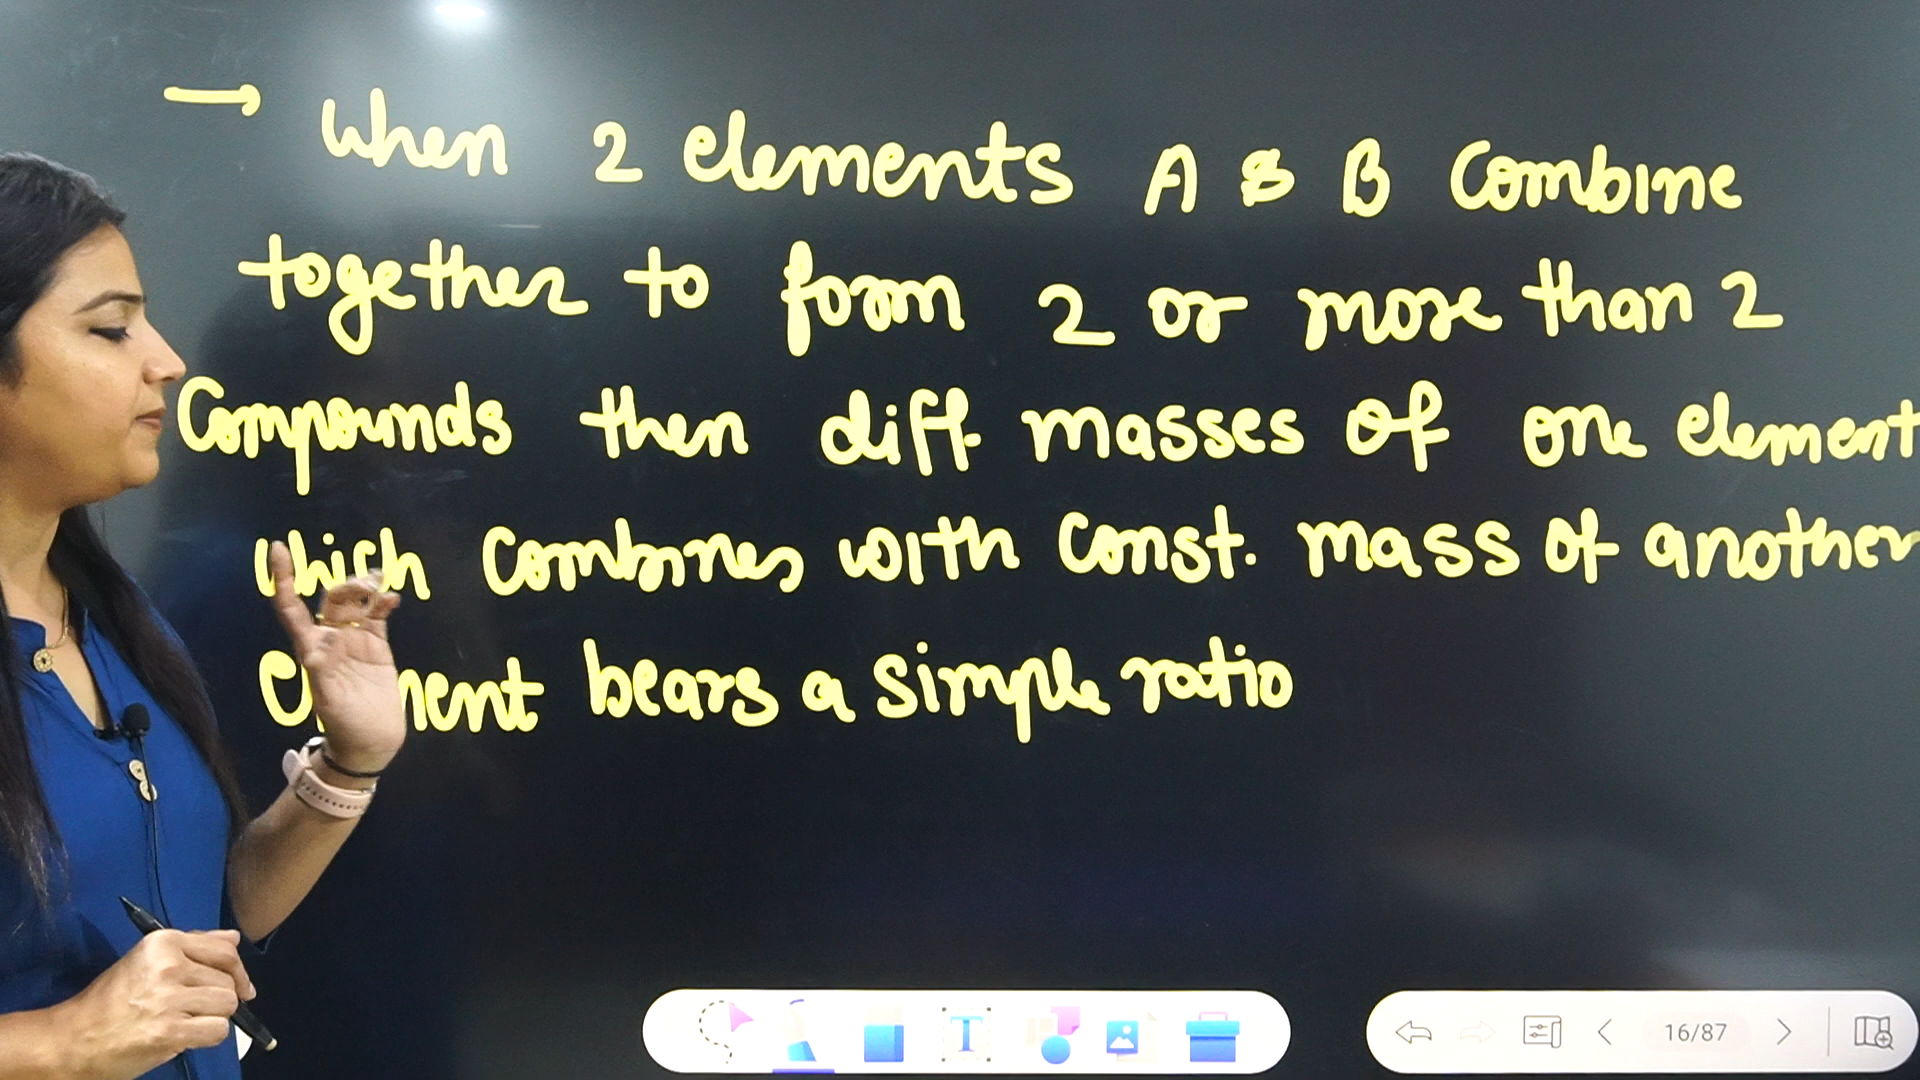 → When 2 elements A & B Combine
together to form 2 or more than 2
Compounds then diff. masses of one element
which combines with const. mass of another
element bears a simple ratio
T
16/87